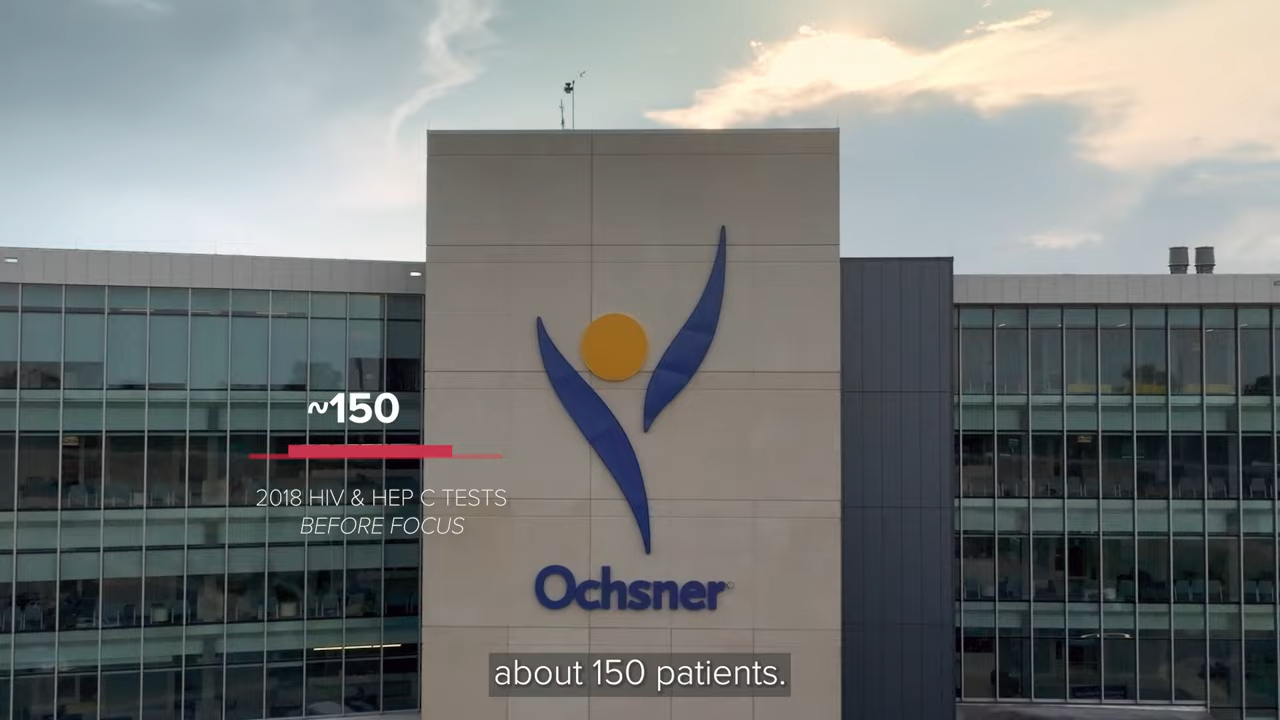 ~150
2018 HIV & HEP C TESTS
BEFORE FOCUS
Ochsner
about 150 patients.